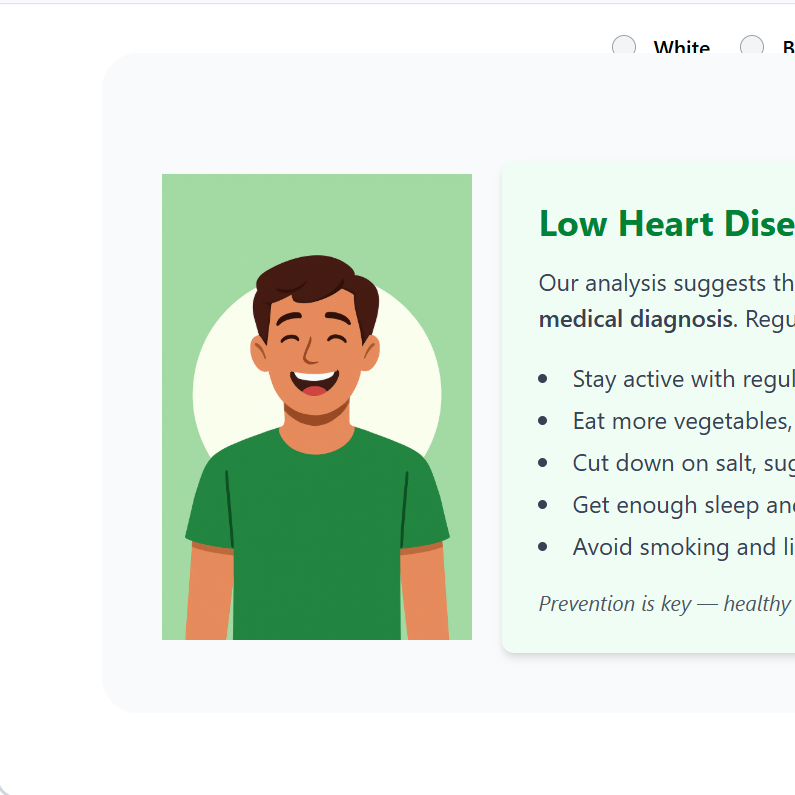 White B
Low Heart Dise
Our analysis suggests th
medical diagnosis. Regu
Stay active with regul
Eat more vegetables,
Cut down on salt, sug
Get enough sleep and
Avoid smoking and li
Prevention is key — healthy